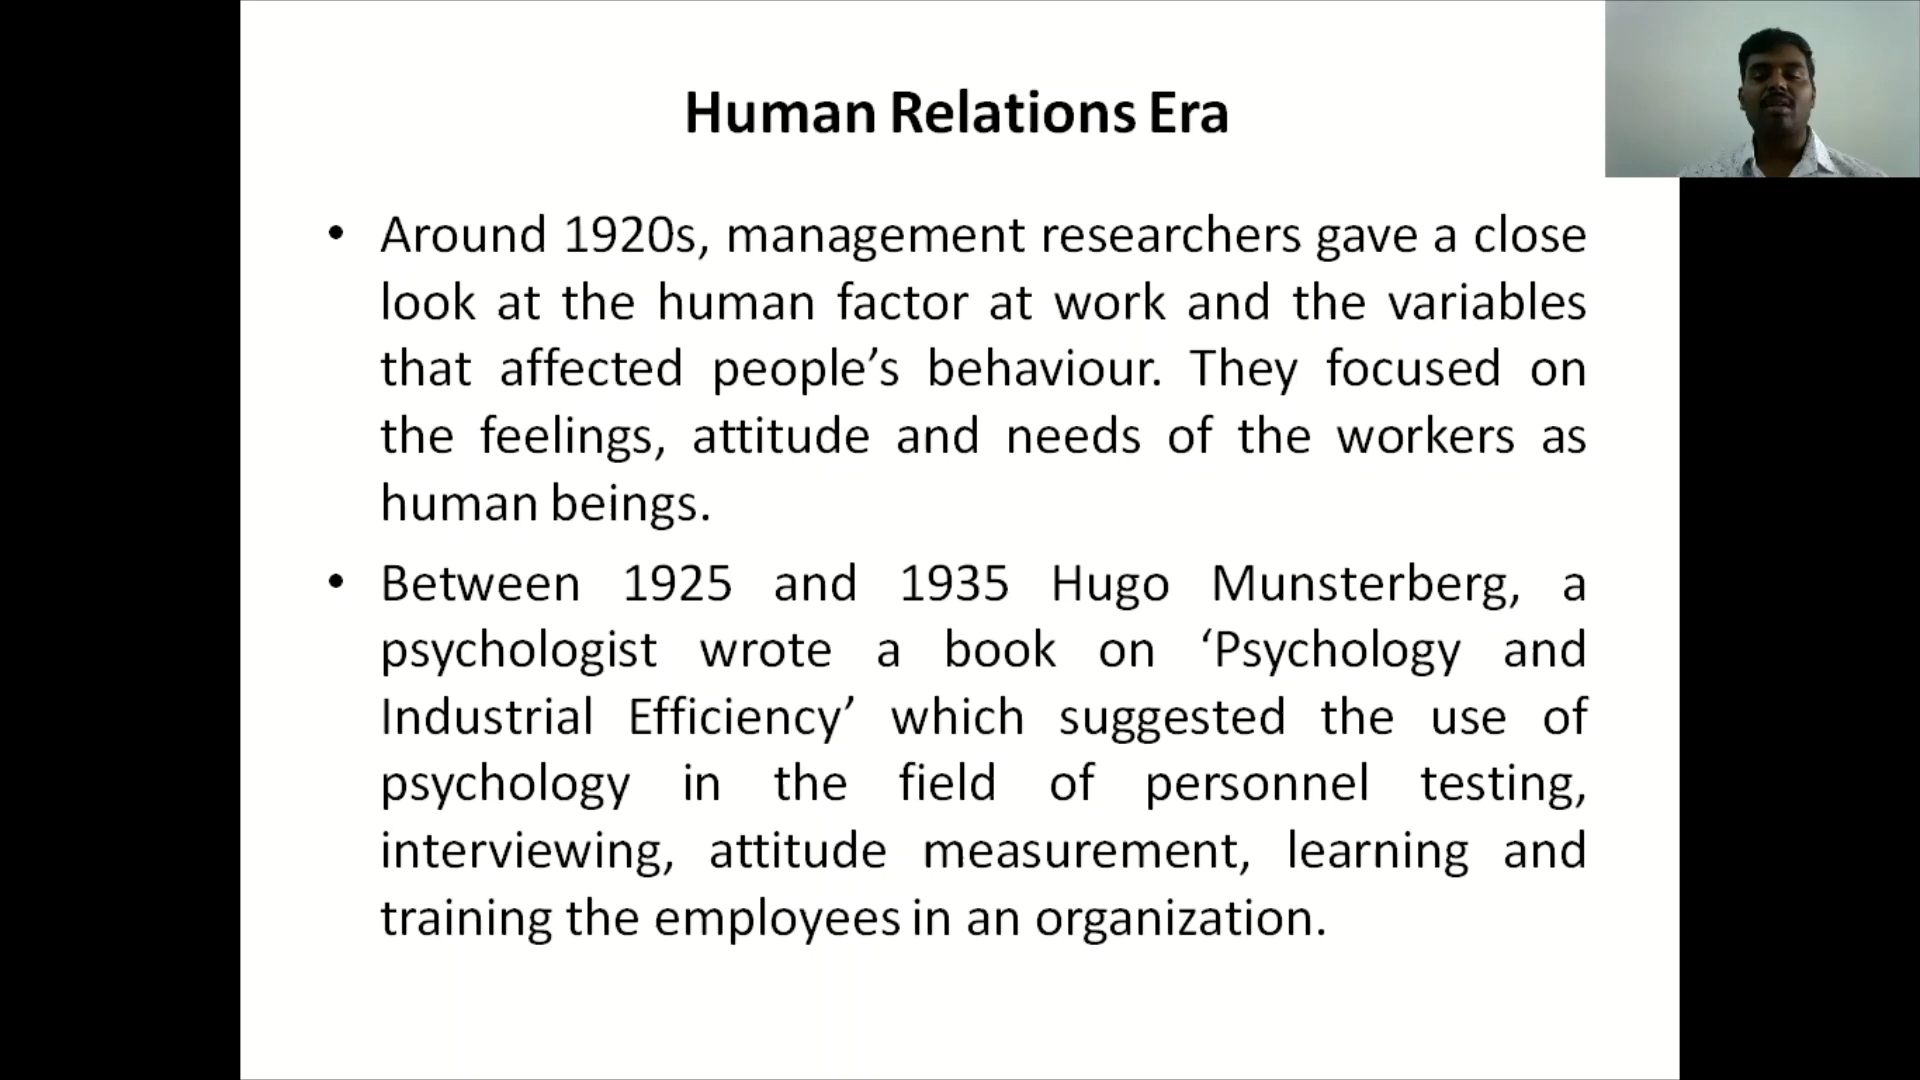 Human Relations Era
• Around 1920s, management researchers gave a close
look at the human factor at work and the variables
that affected people’s behaviour. They focused on
the feelings, attitude and needs of the workers as
human beings.
• Between 1925 and 1935 Hugo Munsterberg, a
psychologist wrote a book on ‘Psychology and
Industrial Efficiency’ which suggested the use of
psychology in the field of personnel testing,
interviewing, attitude measurement, learning and
training the employees in an organization.